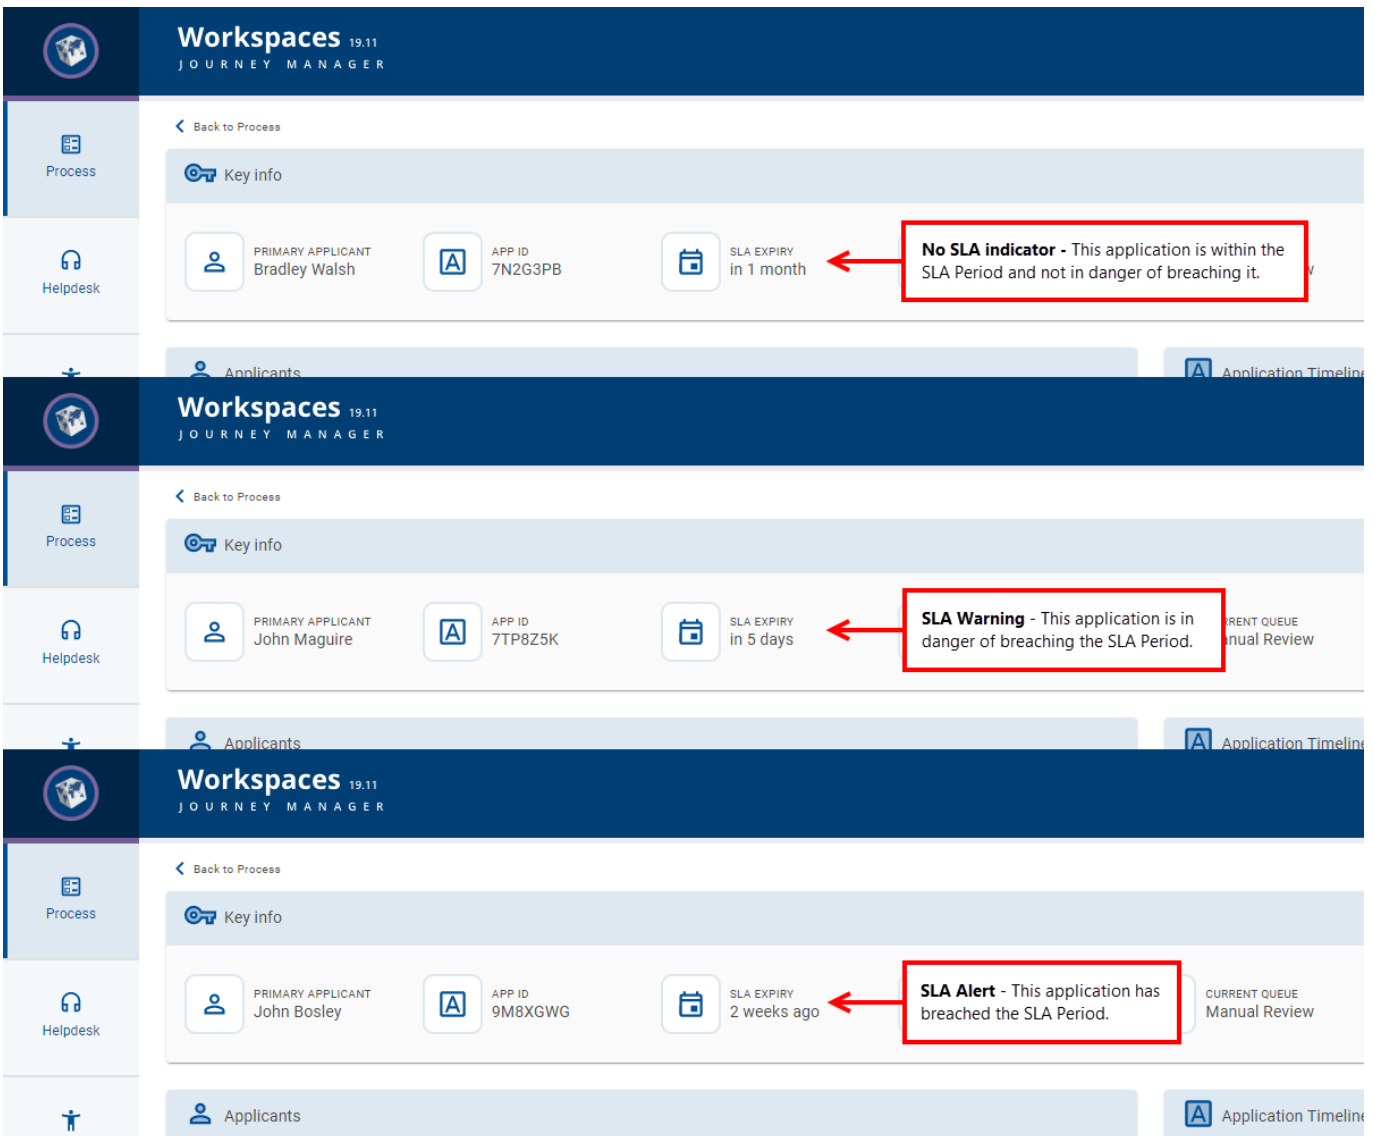 Workspaces 19.11
JOURNEY MANAGER
Back to Process
Process
Key info
PRIMARY APPLICANT
Bradley Walsh
APP ID
7N2G3PB
SLA EXPIRY
in 1 month
No SLA indicator - This application is within the
SLA Period and not in danger of breaching it.
Helpdesk
Applicants
Application Timeline
Workspaces 19.11
JOURNEY MANAGER
Back to Process
Process
Key info
PRIMARY APPLICANT
John Maguire
APP ID
7TP8Z5K
SLA EXPIRY
in 5 days
SLA Warning - This application is in
danger of breaching the SLA Period.
QUEUE
Review
Helpdesk
Applicants
Application Timeline
Workspaces 19.11
JOURNEY MANAGER
Back to Process
Process
Key info
PRIMARY APPLICANT
John Bosley
APP ID
9M8XGWG
SLA EXPIRY
2 weeks ago
SLA Alert - This application has
breached the SLA Period.
CURRENT QUEUE
Manual Review
Helpdesk
Applicants
Application Timeline